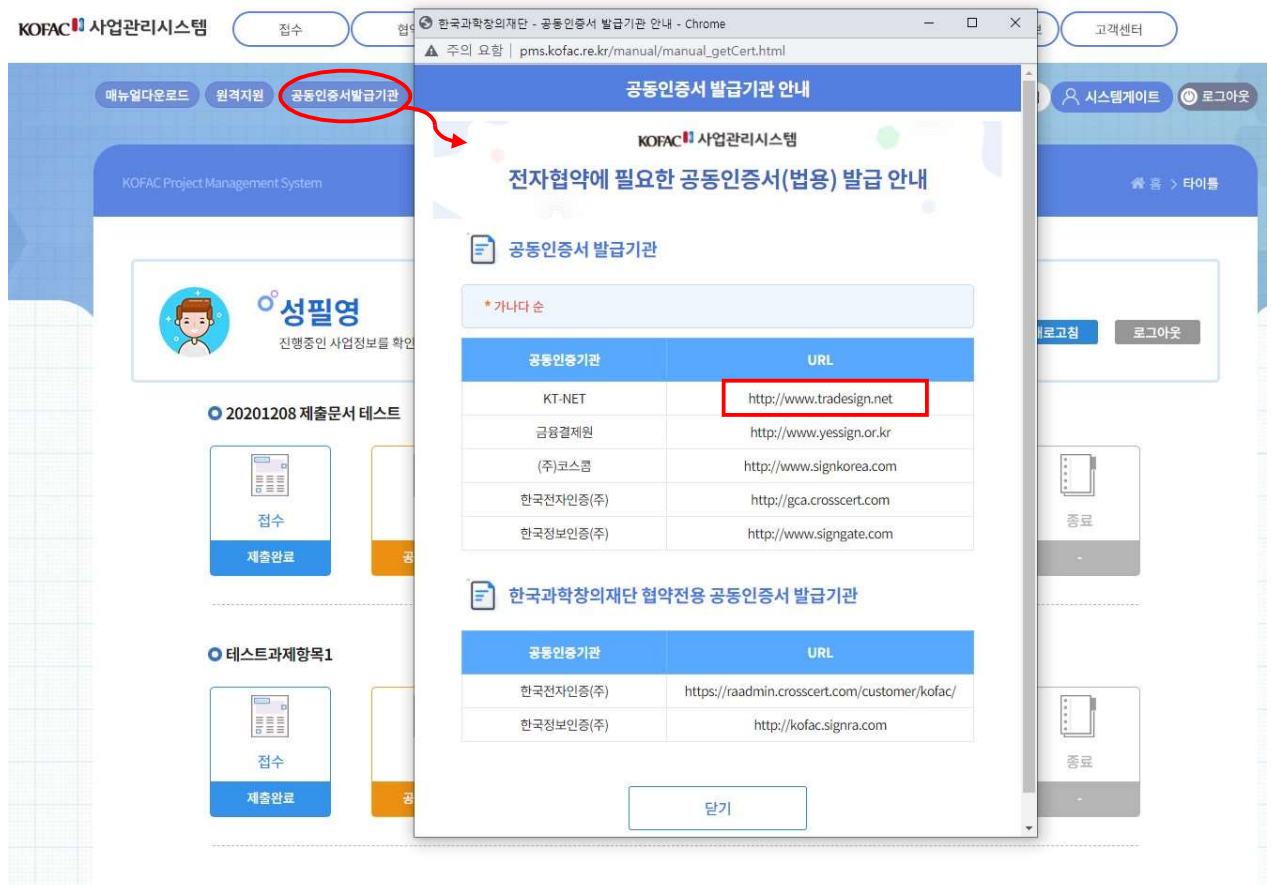 KOFAC 사업관리시스템
접수
고객센터
매뉴얼다운로드
원격지원
공동인증서발급기관
시스템게이트
로그아웃
KOFAC Project Management System
홈 > 타이틀
성필영
진행중인 사업정보를 확인
로그아웃
20201208 제출문서 테스트
접수
제출완료
종료
-
테스트과제항목1
접수
제출완료
종료
-
한국과학창의재단 - 공동인증서 발급기관 안내 - Chrome
주의 요함 | pms.kofac.re.kr/manual/manual_getCert.html
공동인증서 발급기관 안내
KOFAC 사업관리시스템
전자협약에 필요한 공동인증서(법용) 발급 안내
공동인증서 발급기관
* 가나다 순
공동인증기관 URL
KT-NET http://www.tradesign.net
금융결제원 http://www.yessign.or.kr
(주)코스콤 http://www.signkorea.com
한국전자인증(주) http://gca.crosscert.com
한국정보인증(주) http://www.signgate.com
한국과학창의재단 협약전용 공동인증서 발급기관
공동인증기관 URL
한국전자인증(주) https://raadmin.crosscert.com/customer/kofac/
한국정보인증(주) http://kofac.signra.com
닫기